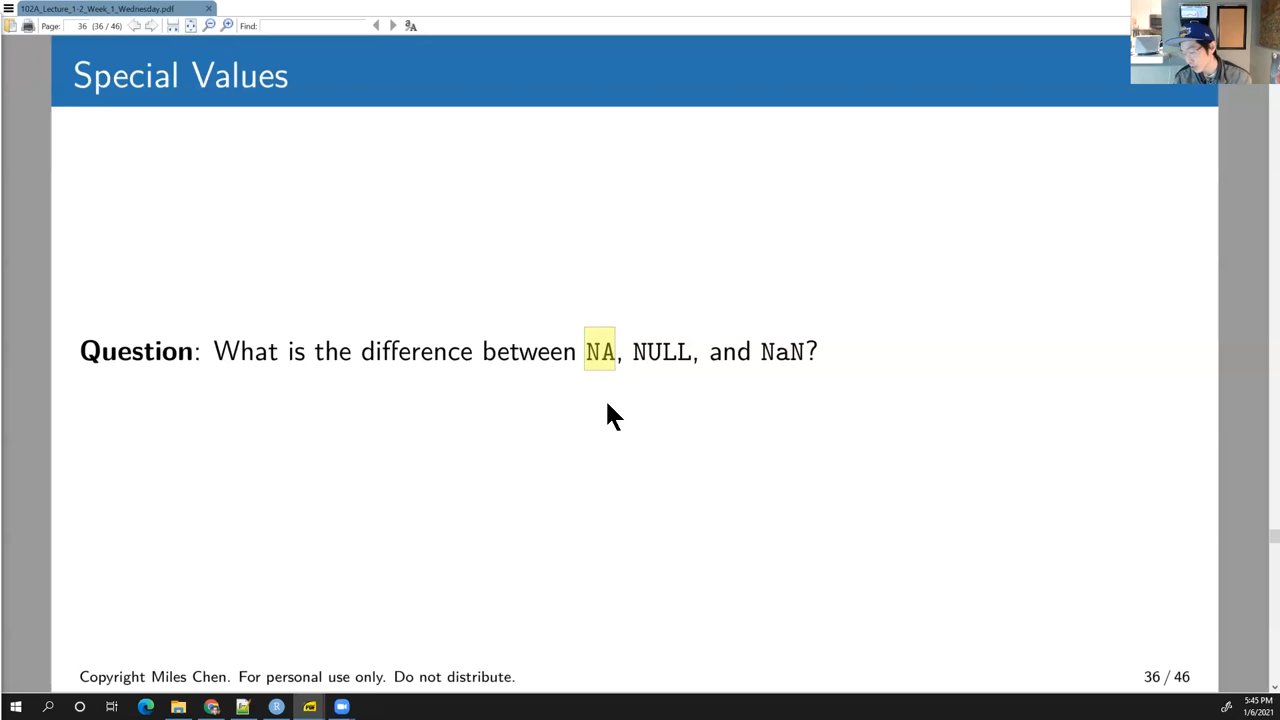 102A_Lecture_1-2_Week_1_Wednesday.pdf
Page: 36 (36 / 46) Find:
Special Values
Question: What is the difference between NA, NULL, and NaN?
Copyright Miles Chen. For personal use only. Do not distribute.
36 / 46
5:45 PM
1/6/2021